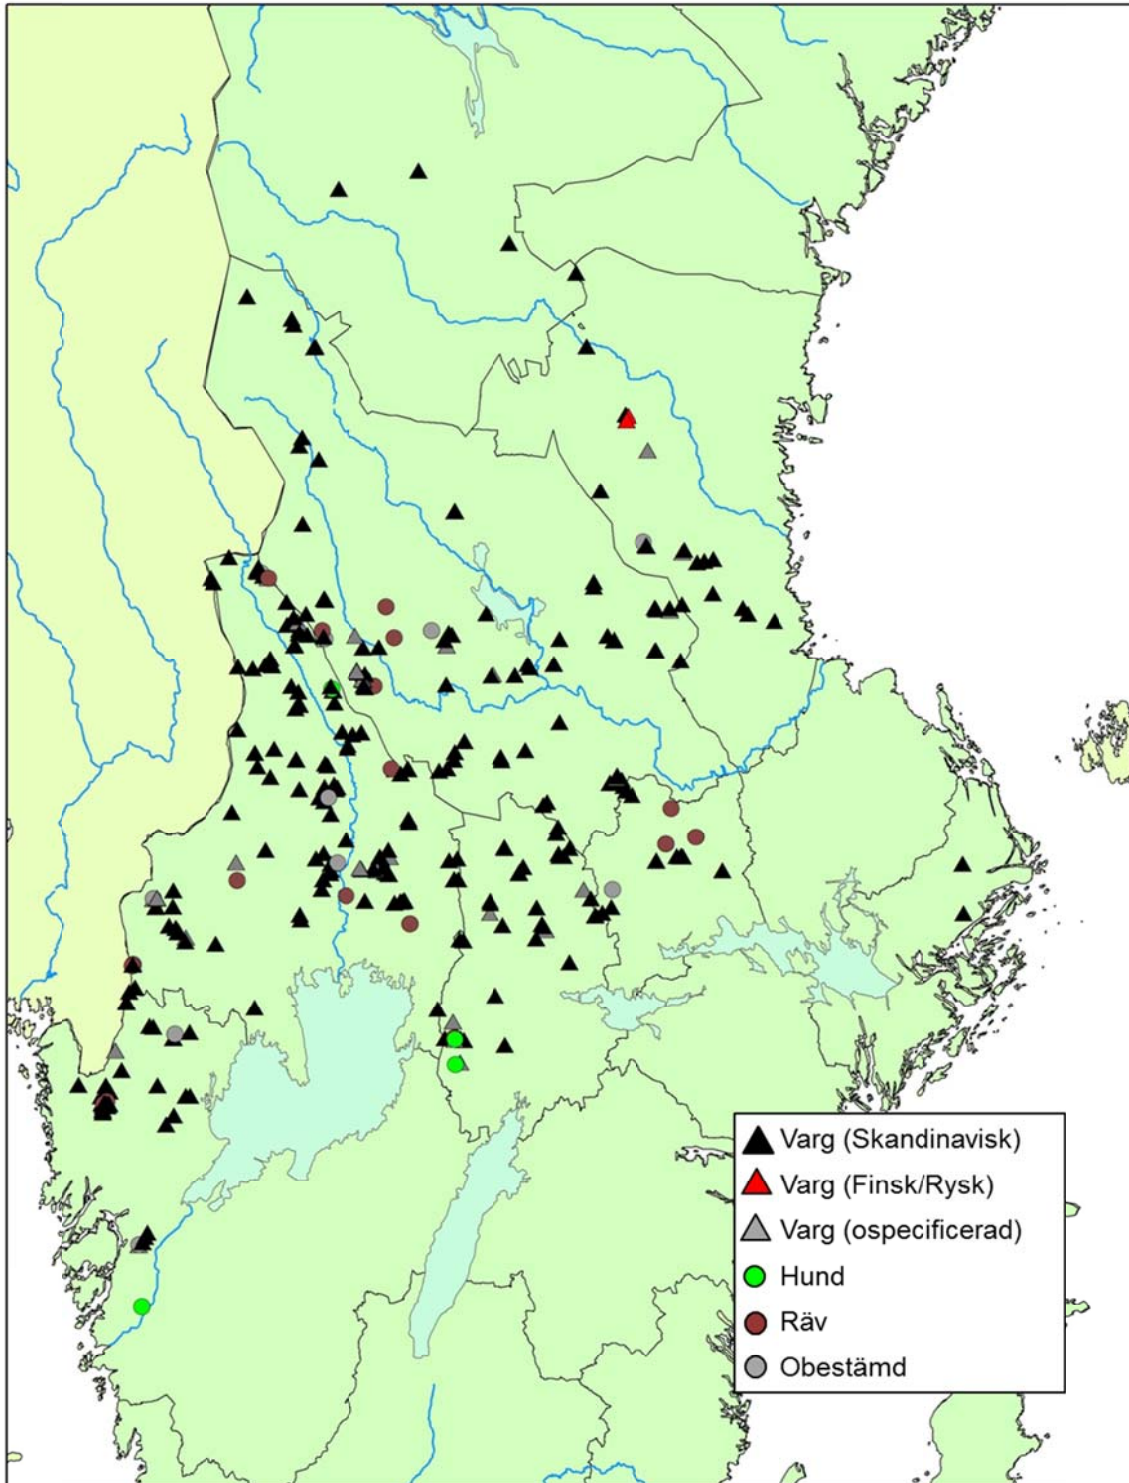 Varg (Skandinavisk)
Varg (Finsk/Rysk)
Varg (ospecificerad)
Hund
Räv
Obestämd